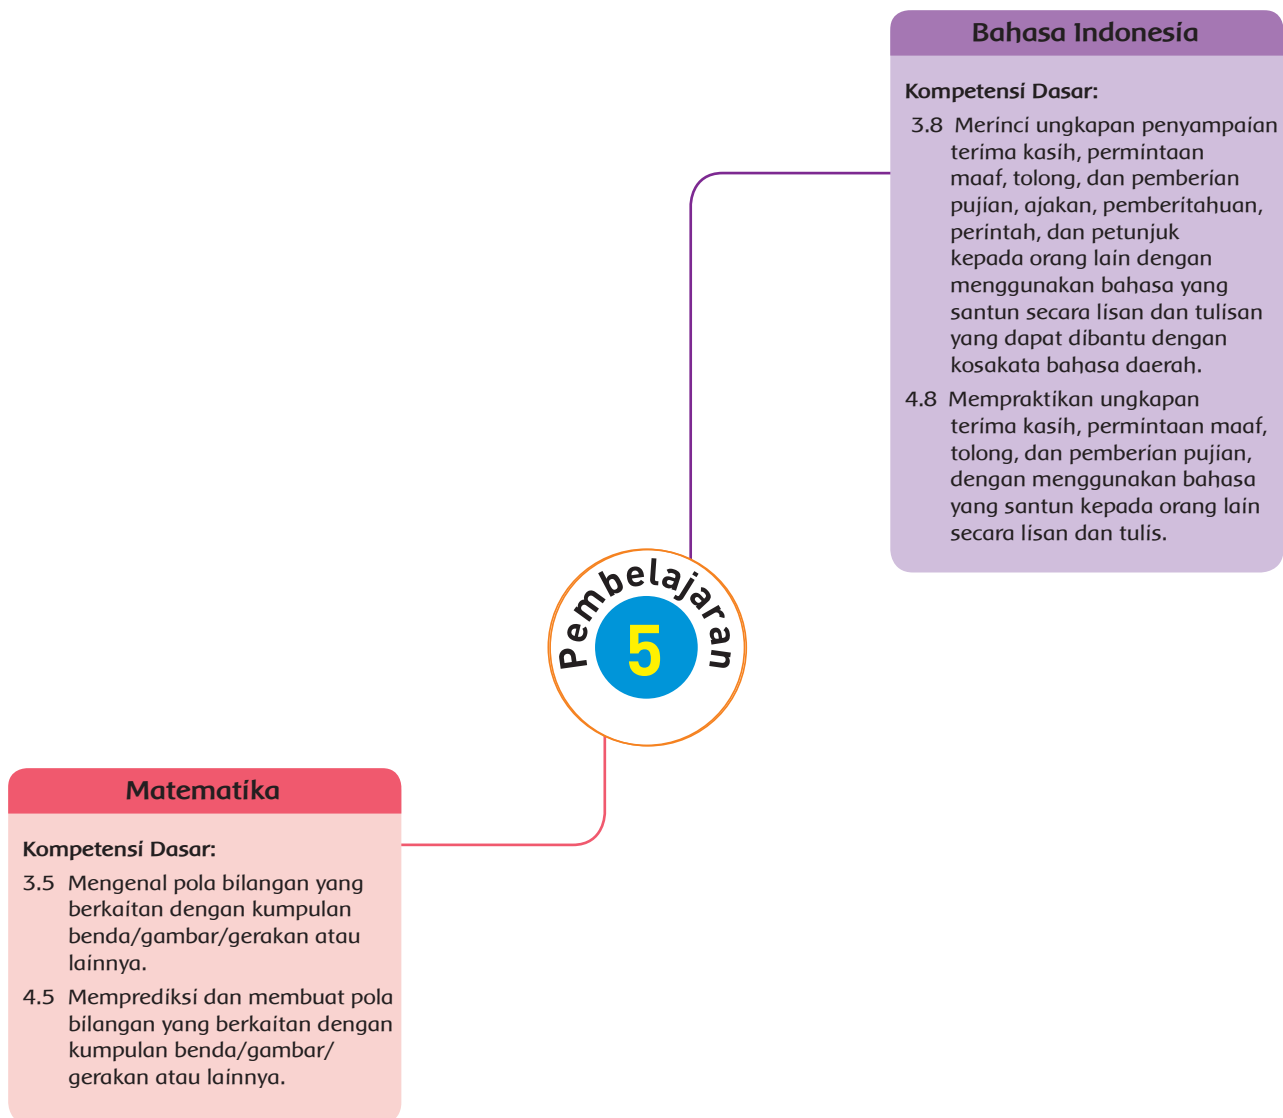 Bahasa Indonesia
Kompetensi Dasar:
3.8 Merinci ungkapan penyampaian
terima kasih, permintaan
maaf, tolong, dan pemberian
pujian, ajakan, pemberitahuan,
perintah, dan petunjuk
kepada orang lain dengan
menggunakan bahasa yang
santun secara lisan dan tulisan
yang dapat dibantu dengan
kosakata bahasa daerah.
4.8 Mempraktikan ungkapan
terima kasih, permintaan maaf,
tolong, dan pemberian pujian,
dengan menggunakan bahasa
yang santun kepada orang lain
secara lisan dan tulis.
Pembelajaran
5
Matematika
Kompetensi Dasar:
3.5 Mengenal pola bilangan yang
berkaitan dengan kumpulan
benda/gambar/gerakan atau
lainnya.
4.5 Memprediksi dan membuat pola
bilangan yang berkaitan dengan
kumpulan benda/gambar/
gerakan atau lainnya.